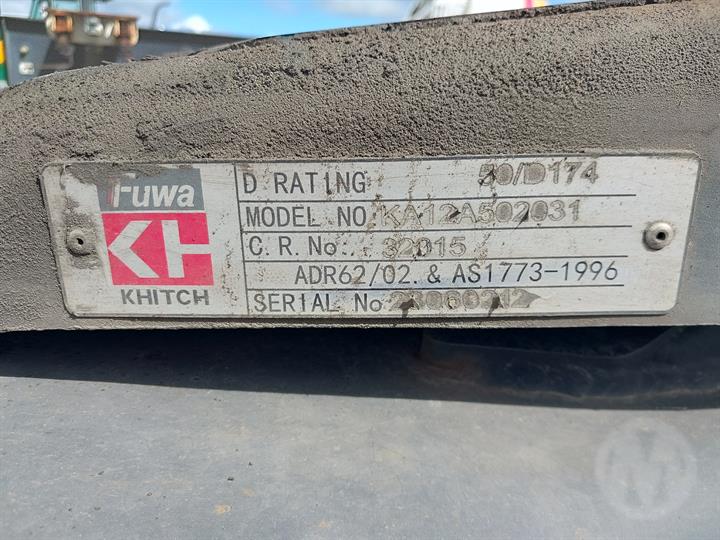 Fuwa
KH
KHITCH
D RATING 50/D174
MODEL NO KA12A502031
C.R.No. 32015
ADR62/02. & AS1773-1996
SERIAL No
M